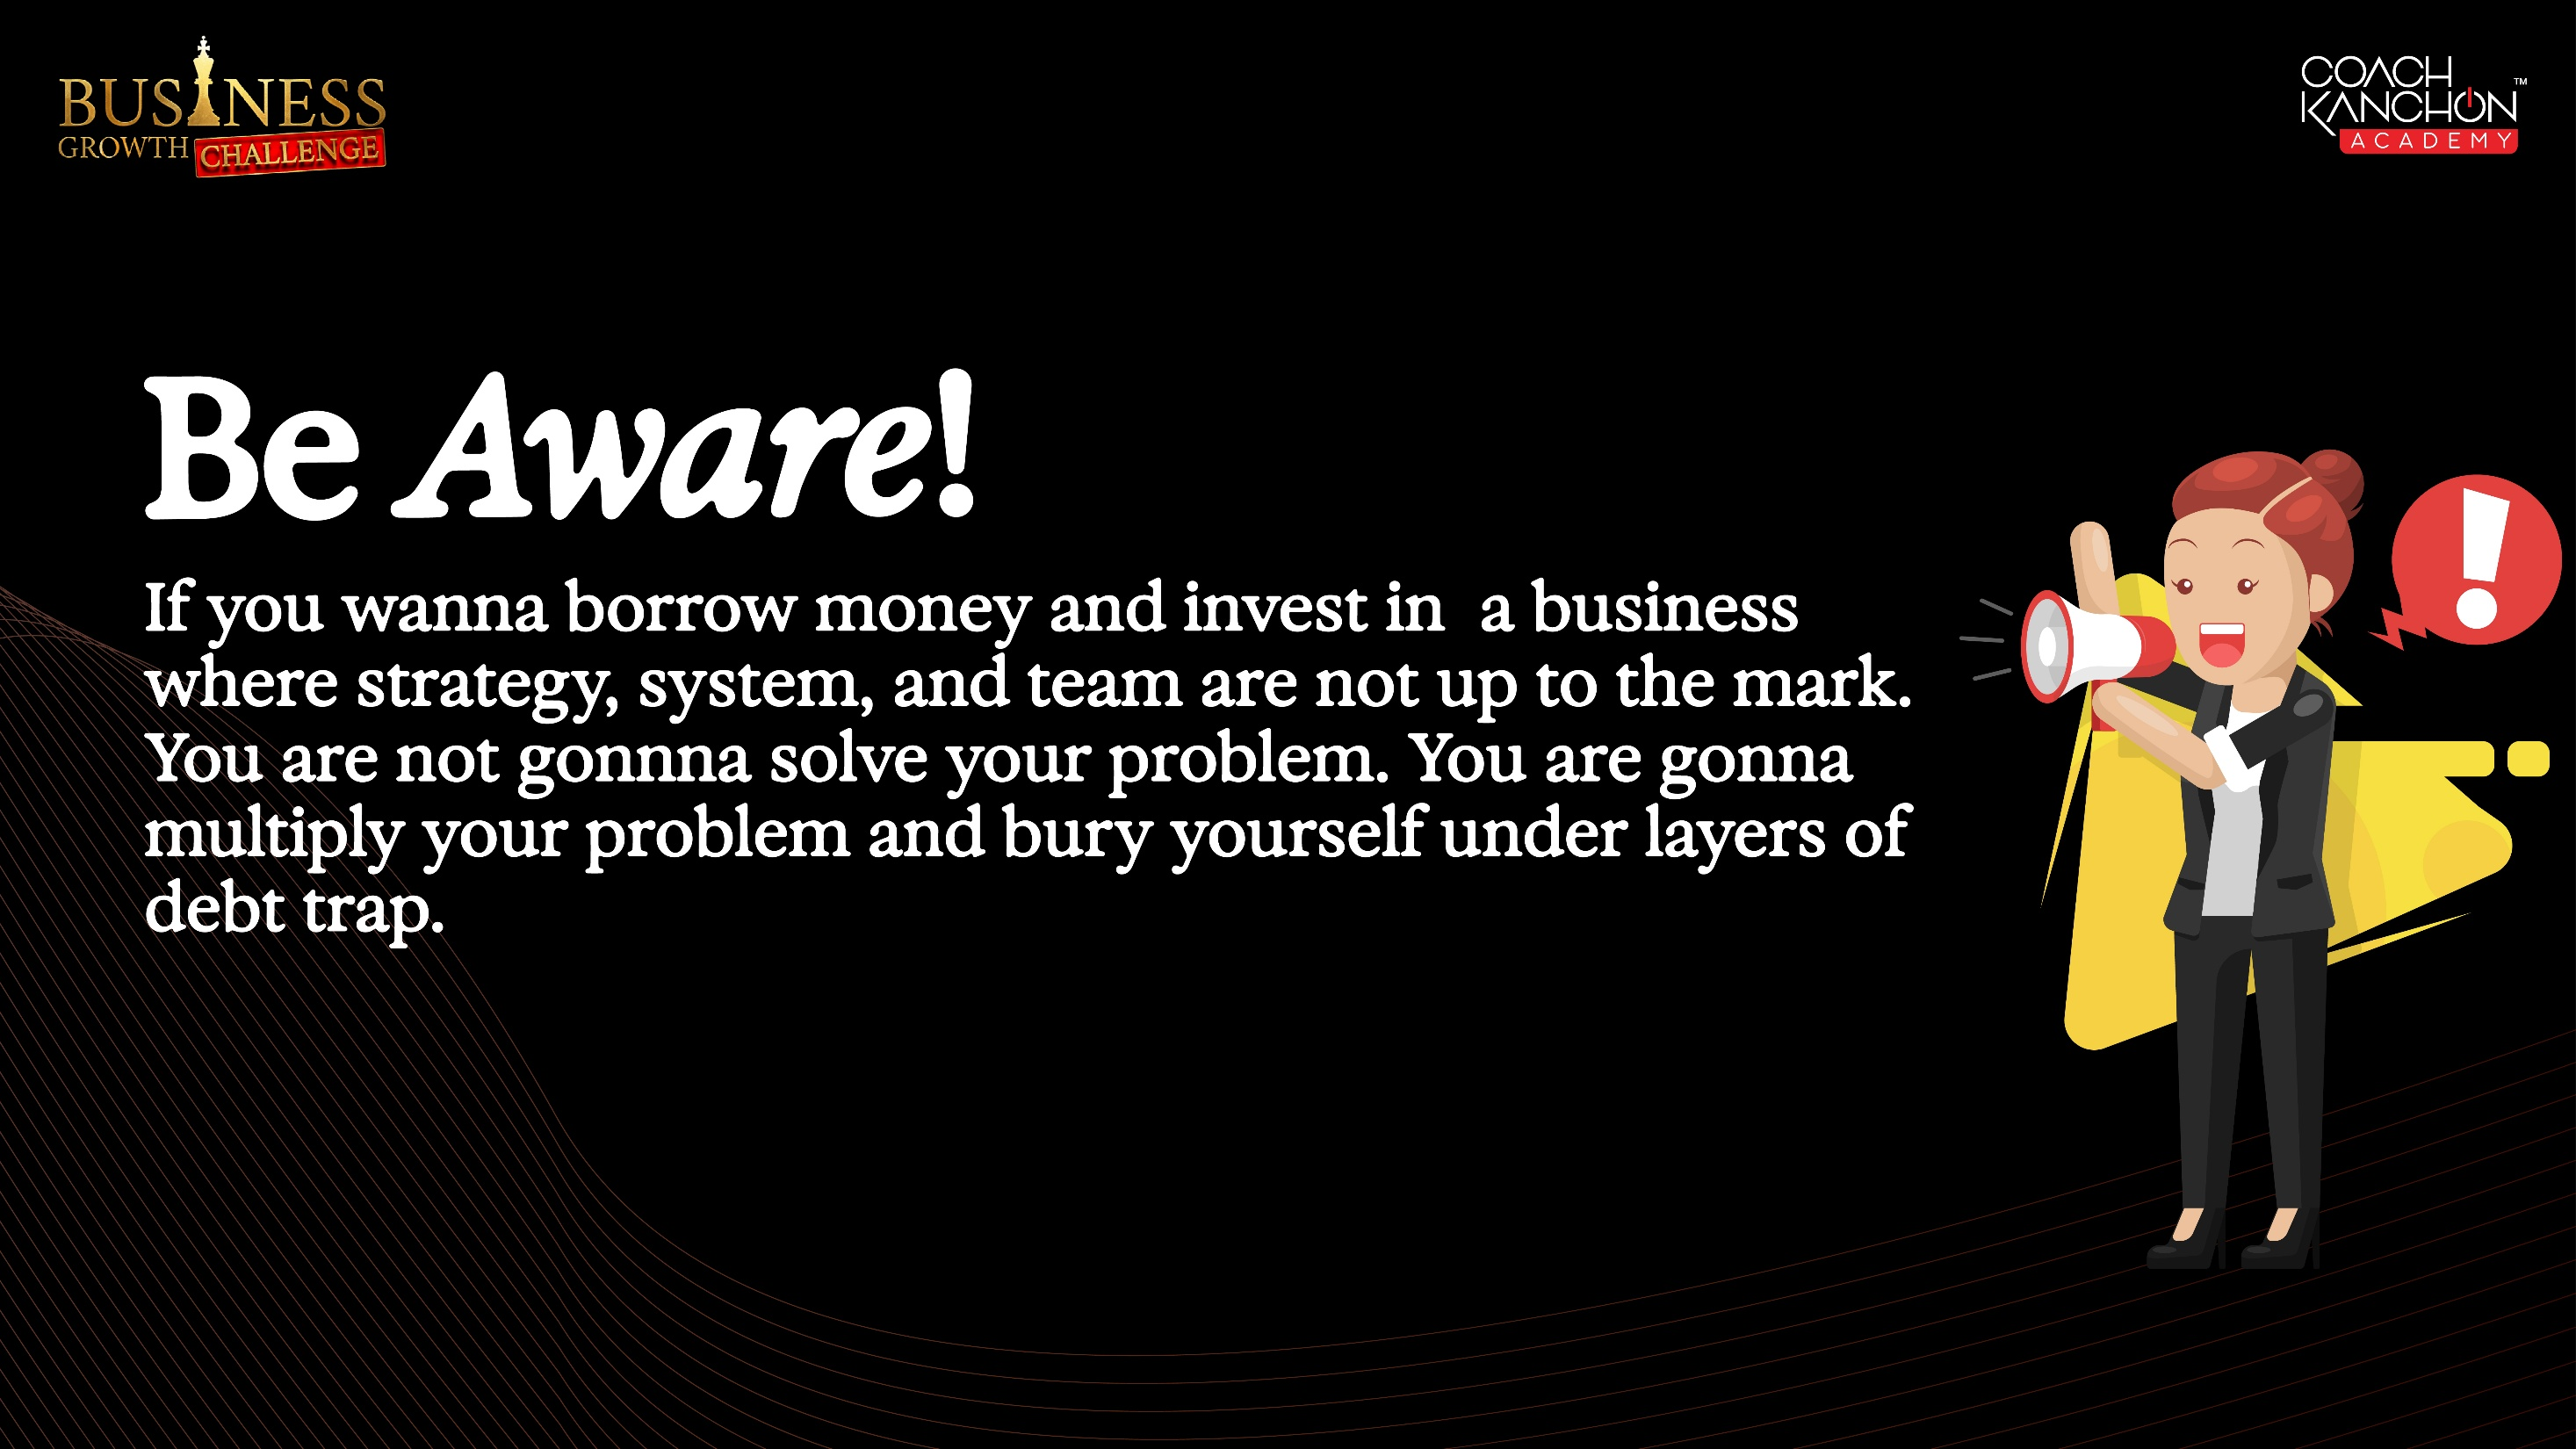 BUSINESS
GROWTH CHALLENGE
COACH
KANCHON™
ACADEMY
Be Aware!
If you wanna borrow money and invest in  a business
where strategy, system, and team are not up to the mark.
You are not gonnna solve your problem. You are gonna
multiply your problem and bury yourself under layers of
debt trap.
!